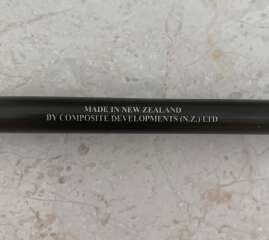 MADE IN NEW ZEALAND
BY COMPOSITE DEVELOPMENTS (N.Z.) LTD